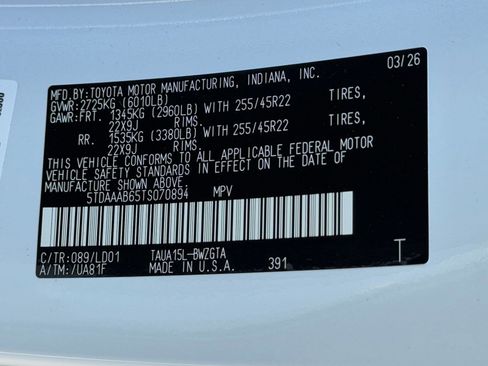 MFD.BY:TOYOTA MOTOR MANUFACTURING, INDIANA, INC. 03/26
GVWR:2725KG (6010LB)
GAWR:FRT. 1345KG (2960LB) WITH 255/45R22 TIRES,
22X9J RIMS.
RR. 1535KG (3380LB) WITH 255/45R22 TIRES,
22X9J RIMS.
THIS VEHICLE CONFORMS TO ALL APPLICABLE FEDERAL MOTOR
VEHICLE SAFETY STANDARDS IN EFFECT ON THE DATE OF
MANUFACTURE SHOWN ABOVE.
5TDAAAB65TS070894 MPV
C/TR:089/LD01 TAUA15L-BWZGTA
A/TM:/UA81F MADE IN U.S.A. 391 T